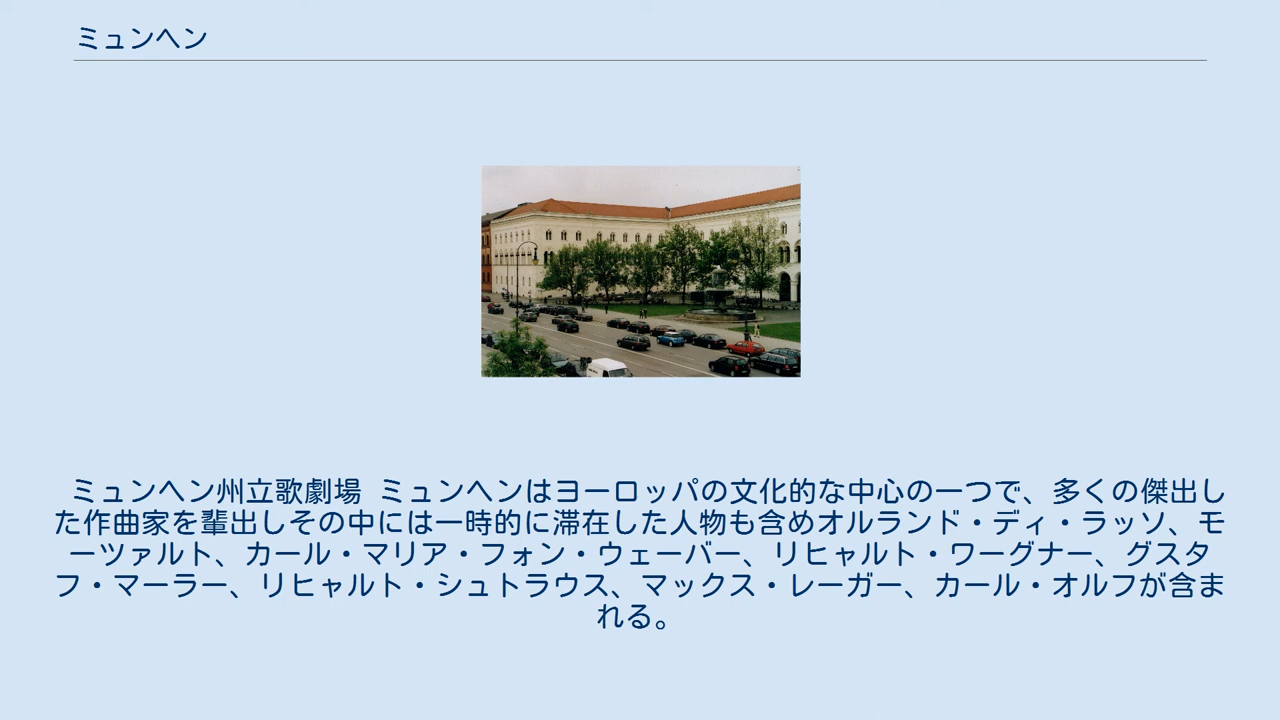 ミュンヘン
ミュンヘン州立歌劇場 ミュンヘンはヨーロッパの文化的な中心の一つで、多くの傑出し
た作曲家を輩出しその中には一時的に滞在した人物も含めオルランド・ディ・ラッソ、モ
ーツァルト、カール・マリア・フォン・ウェーバー、リヒャルト・ワーグナー、グスタ
フ・マーラー、リヒャルト・シュトラウス、マックス・レーガー、カール・オルフが含ま
れる。